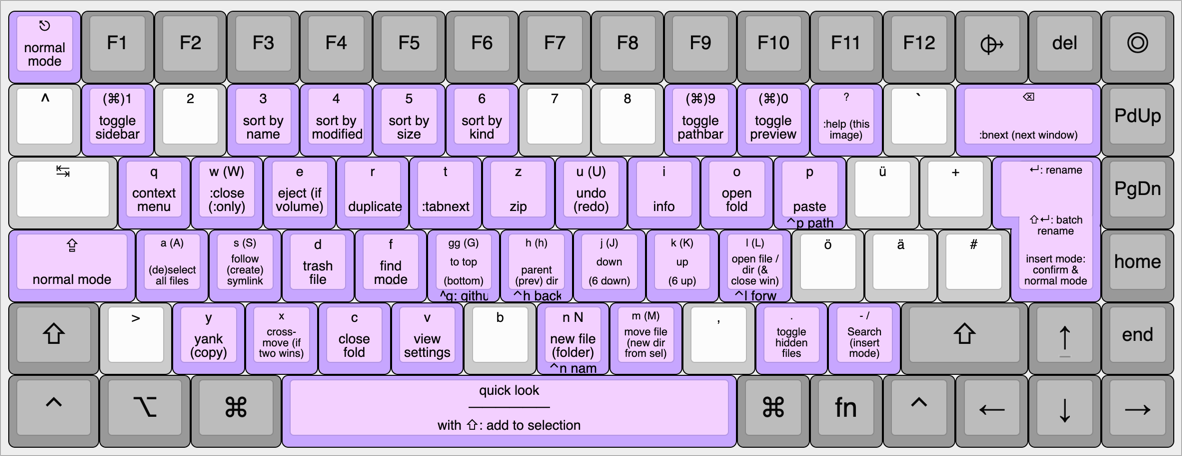 ⎋
normal
mode
F1
F2
F3
F4
F5
F6
F7
F8
F9
F10
F11
F12
⌽
del
◎
^
(⌘)1
toggle
sidebar
2
3
sort by
name
4
sort by
modified
5
sort by
size
6
sort by
kind
7
8
(⌘)9
toggle
pathbar
(⌘)0
toggle
preview
?
:help (this
image)
`
⌫
:bnext (next window)
PdUp
↹
q
context
menu
w (W)
:close
(:only)
e
eject (if
volume)
r
duplicate
t
:tabnext
z
zip
u (U)
undo
(redo)
i
info
o
open
fold
p
paste
^p path
ü
+
↵: rename
⇧↵: batch
rename
insert mode:
confirm &
normal mode
PgDn
⇪
normal mode
a (A)
(de)select
all files
s (S)
follow
(create)
symlink
d
trash
file
f
find
mode
gg (G)
to top
(bottom)
^g: githu
h (h)
parent
(prev) dir
^h back
j (J)
down
(6 down)
k (K)
up
(6 up)
l (L)
open file /
dir (&
close win)
^l forw
ö
ä
#
home
⇧
>
y
yank
(copy)
x
cross-
move (if
two wins)
c
close
fold
v
view
settings
b
n N
new file
(folder)
^n nam
m (M)
move file
(new dir
from sel)
,
.
toggle
hidden
files
- /
Search
(insert
mode)
⇧
↑
end
^
⌥
⌘
quick look
with ⇧: add to selection
⌘
fn
^
←
↓
→